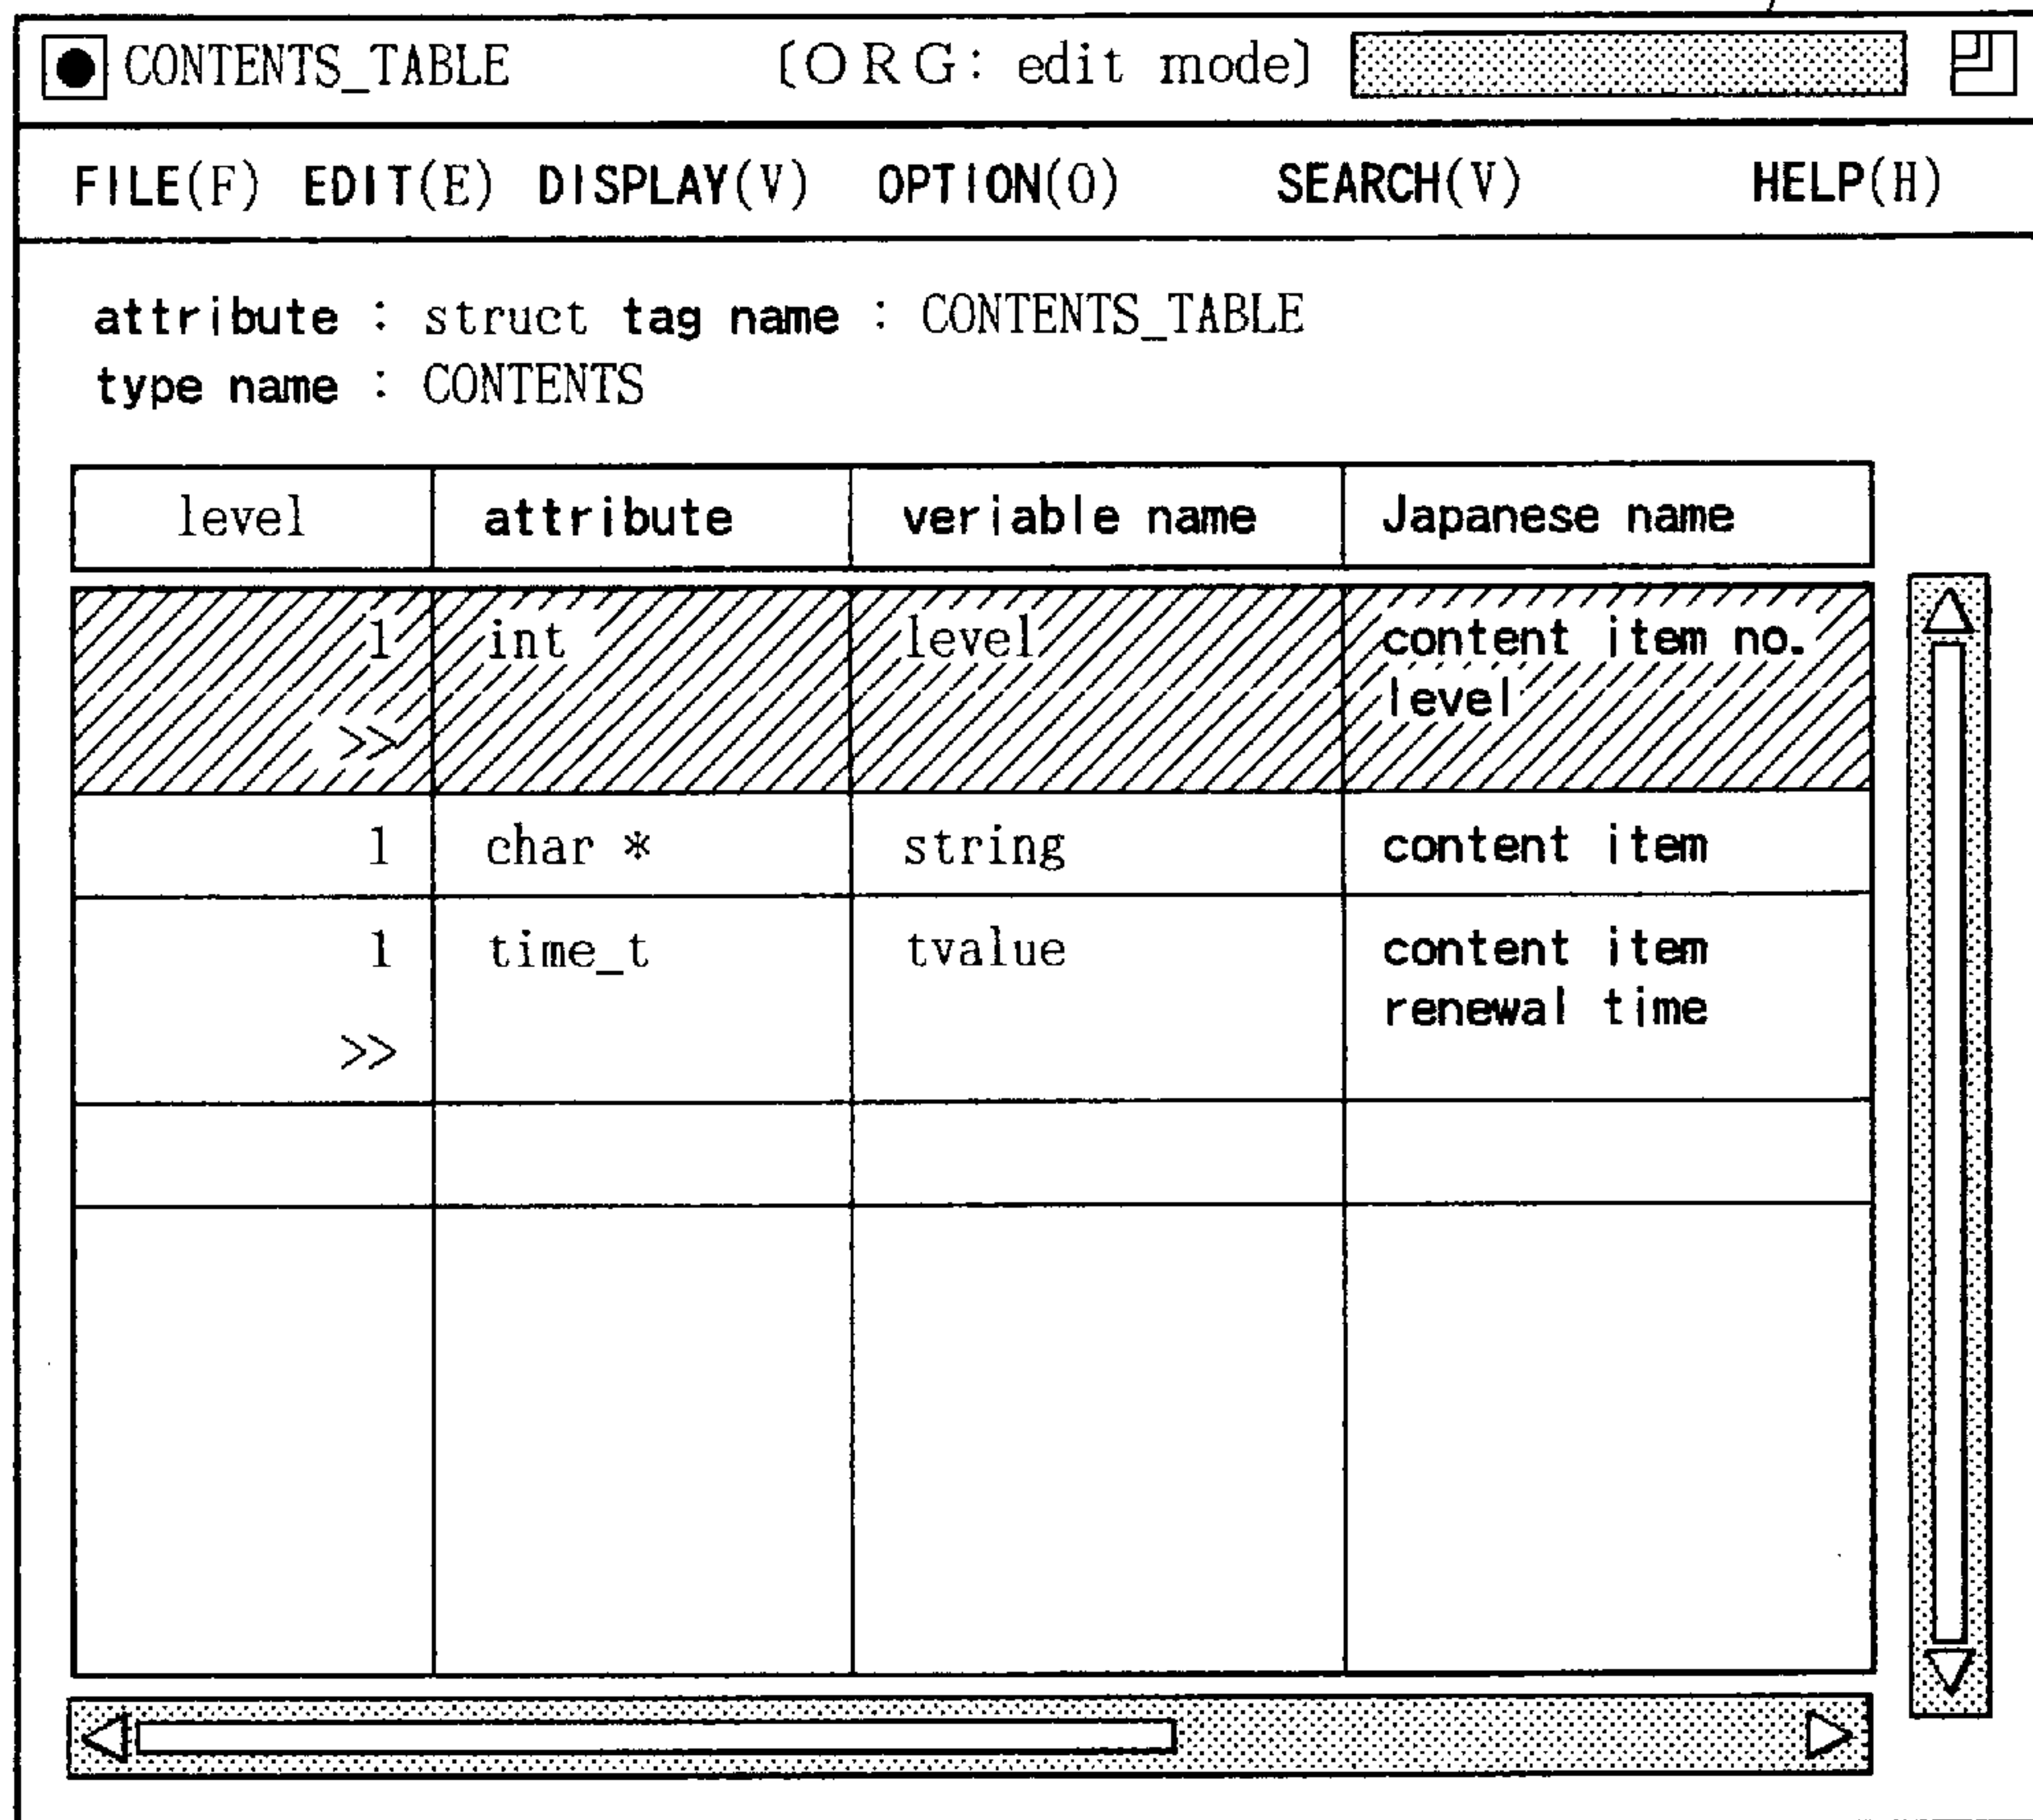 CONTENTS_TABLE [ORG: edit mode]
FILE(F) EDIT(E) DISPLAY(V) OPTION(O) SEARCH(V) HELP(H)
attribute : struct tag name : CONTENTS_TABLE
type name : CONTENTS
level attribute veriable name Japanese name
1 int level content item no.
level
>>
1 char * string content item
1 time_t tvalue content item
renewal time
>>